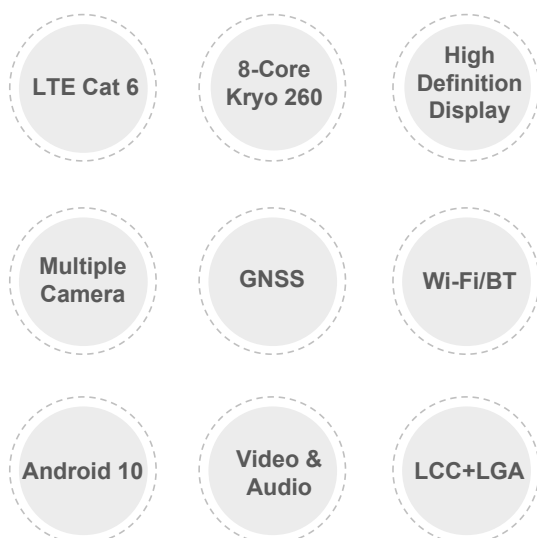 LTE Cat 6
8-Core
Kryo 260
High
Definition
Display
Multiple
Camera
GNSS
Wi-Fi/BT
Android 10
Video &
Audio
LCC+LGA